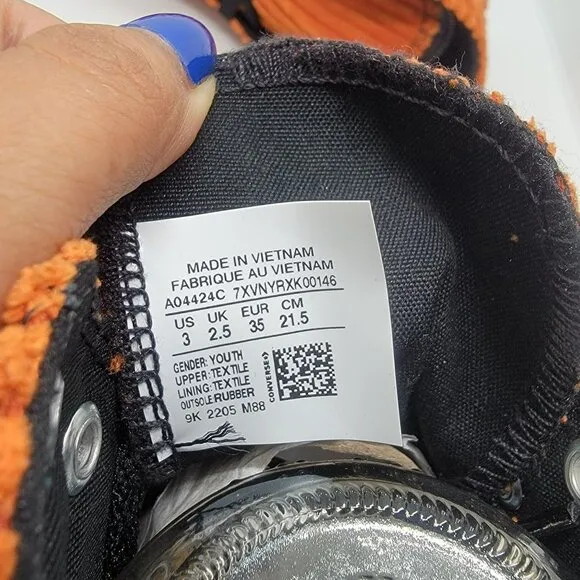 MADE IN VIETNAM
FABRIQUE AU VIETNAM
A04424C 7XVNYRXK00146
US UK EUR CM
3 2.5 35 21.5
GENDER: YOUTH
UPPER: TEXTILE
LINING: TEXTILE
OUTSOLE: RUBBER
9K 2205 M88
CONVERSE